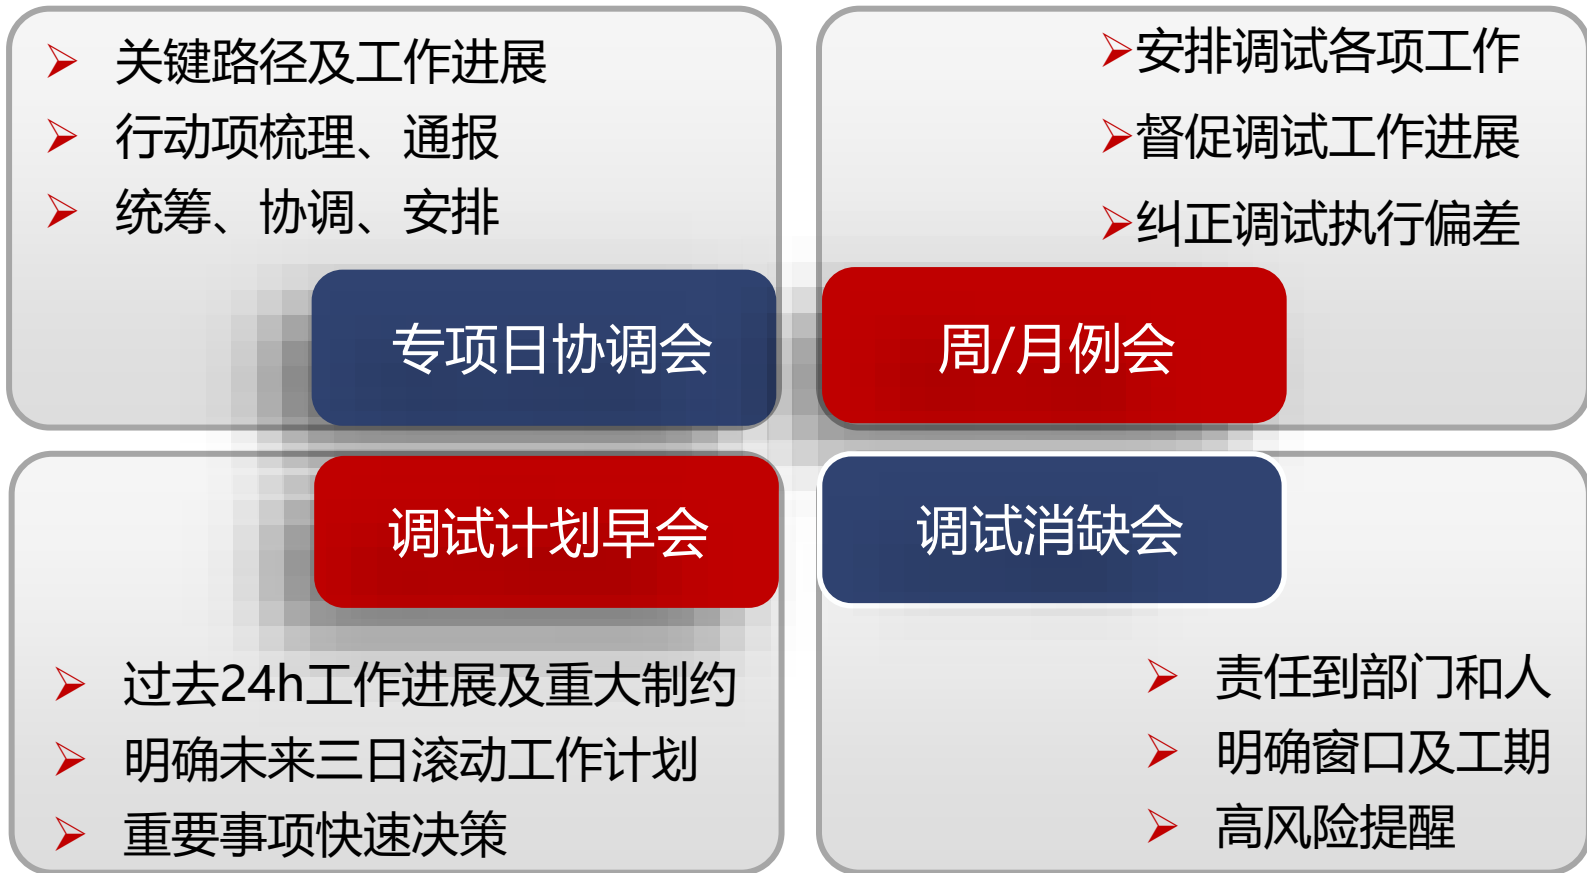 关键路径及工作进展
行动项梳理、通报
统筹、协调、安排
专项日协调会
安排调试各项工作
督促调试工作进展
纠正调试执行偏差
周/月例会
调试计划早会
过去24h工作进展及重大制约
明确未来三日滚动工作计划
重要事项快速决策
调试消缺会
责任到部门和人
明确窗口及工期
高风险提醒